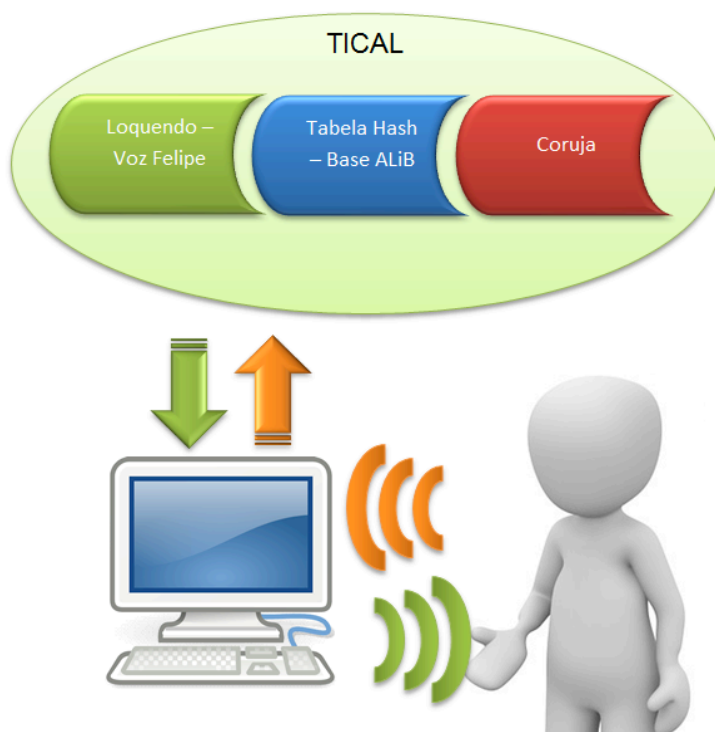 TICAL
Loquendo –
Voz Felipe
Tabela Hash
– Base ALiB
Coruja